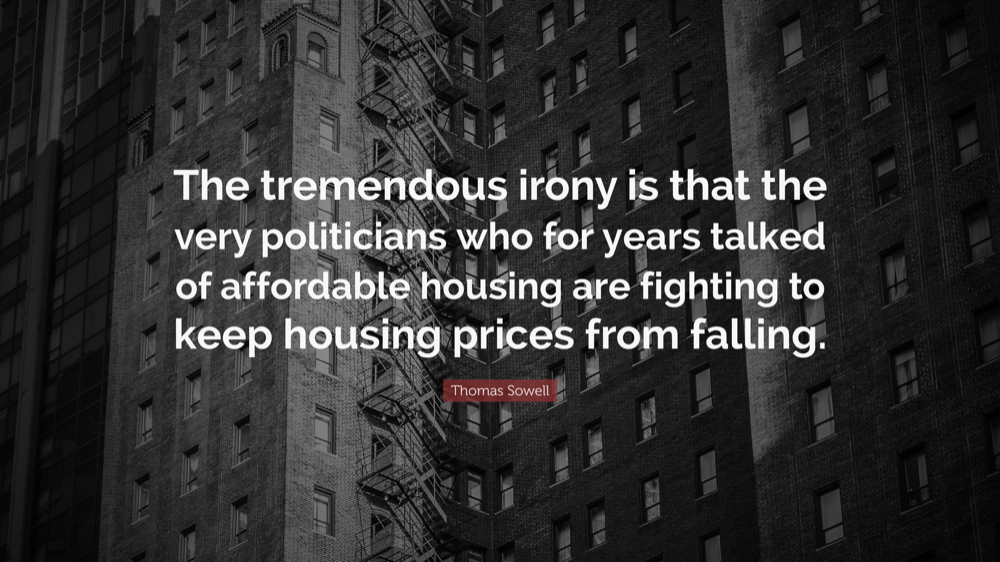 The tremendous irony is that the
very politicians who for years talked
of affordable housing are fighting to
keep housing prices from falling.
Thomas Sowell